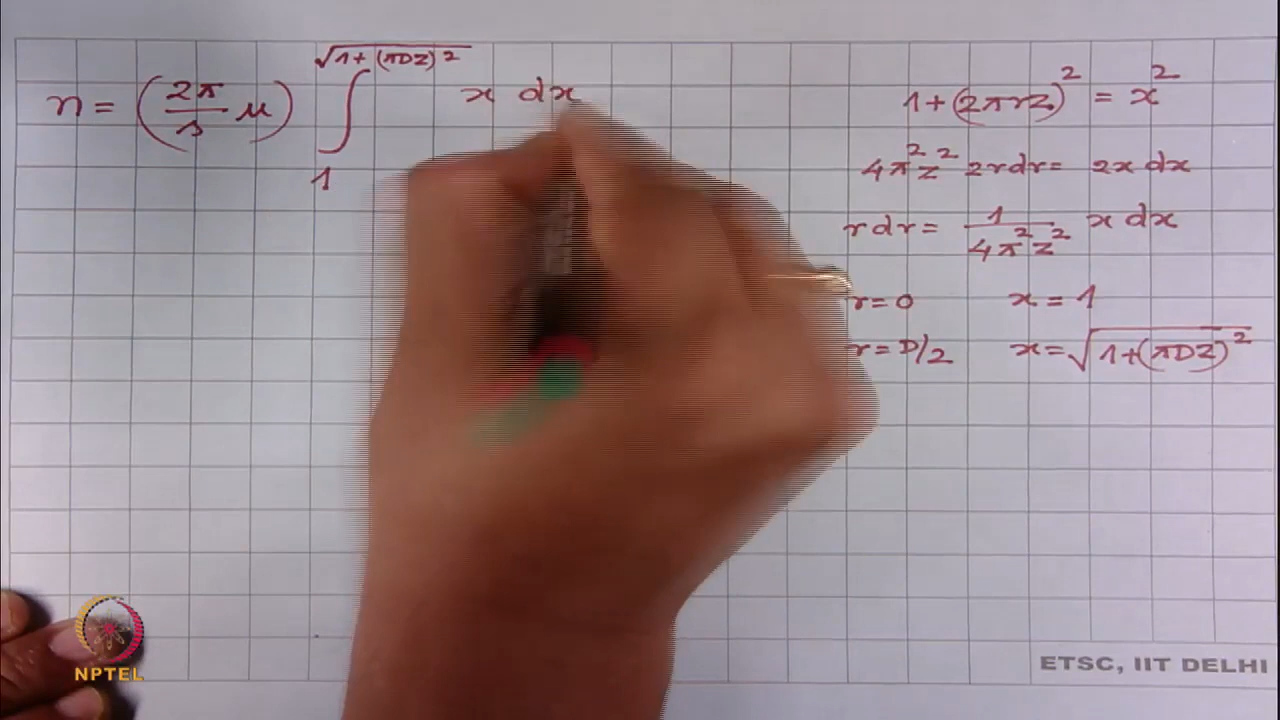 n = (2π/s μ) ∫₁^√1+(πDZ)² x dx
1+(2πrZ)² = x²
4π²Z² 2rdr = 2x dx
rdr = 1/4π²Z² x dx
r=0 x = 1
r=D/2 x=√1+(πDZ)²
NPTEL
ETSC, IIT DELHI